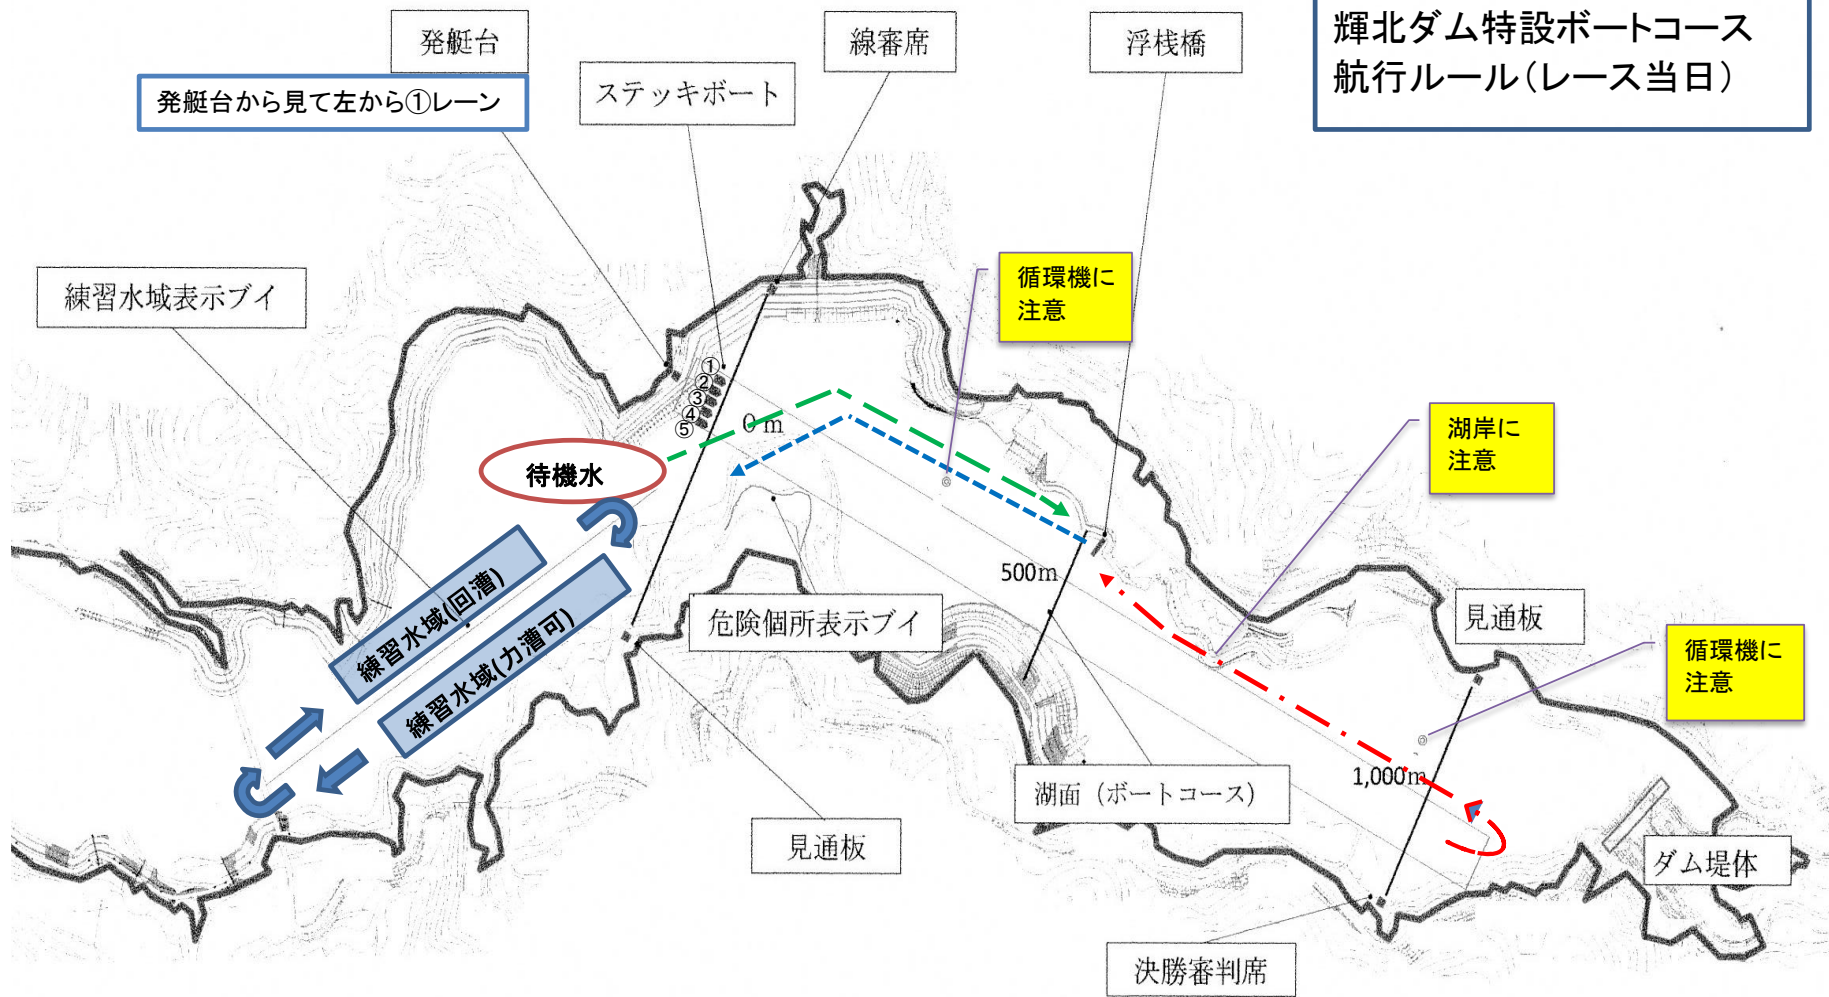 輝北ダム特設ボートコース
航行ルール(レース当日)
発艇台
線審席
浮桟橋
発艇台から見て左から①レーン
ステッキボート
練習水域表示ブイ
循環機に
注意
①
②
③
④
⑤
0m
湖岸に
注意
待機水
500m
練習水域(回漕)
練習水域(力漕可)
危険個所表示ブイ
見通板
循環機に
注意
1,000m
湖面(ボートコース)
見通板
ダム堤体
決勝審判席